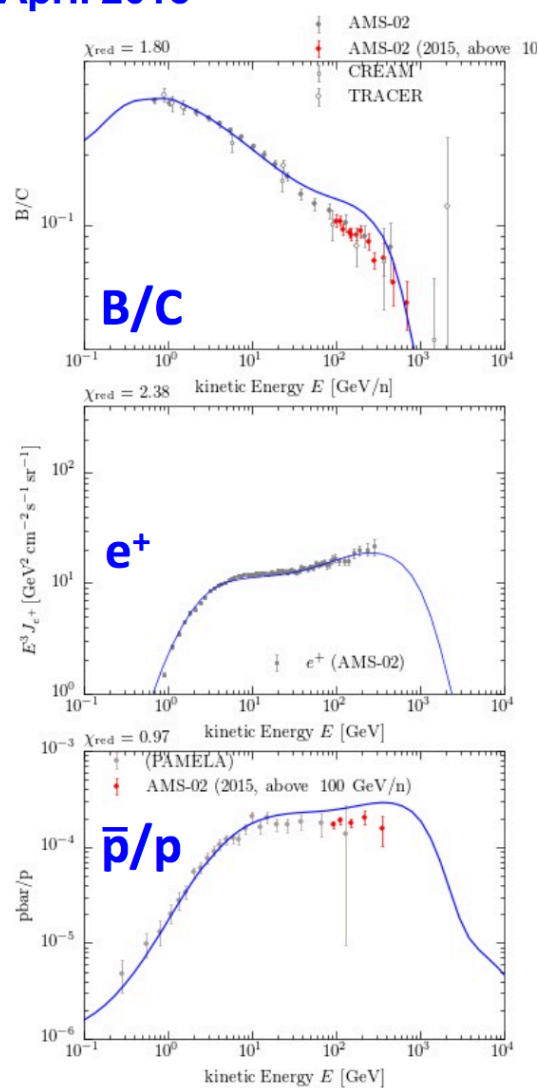 April 2015
χred = 1.80
AMS-02
AMS-02 (2015, above 10
CREAM
TRACER
B/C
10⁻¹
B/C
10⁻¹ 10⁰ 10¹ 10² 10³ 10⁴
kinetic Energy E [GeV/n]
χred = 2.38
E³ Jₑ+ [GeV² cm⁻² s⁻¹ sr⁻¹]
10²
10¹
10⁰
e⁺
e⁺ (AMS-02)
10⁻¹ 10⁰ 10¹ 10² 10³ 10⁴
kinetic Energy E [GeV]
χred = 0.97
(PAMELA)
AMS-02 (2015, above 100 GeV/n)
p̄/p
pbar/p
10⁻³
10⁻⁴
10⁻⁵
10⁻⁶
10⁻¹ 10⁰ 10¹ 10² 10³ 10⁴
kinetic Energy E [GeV]